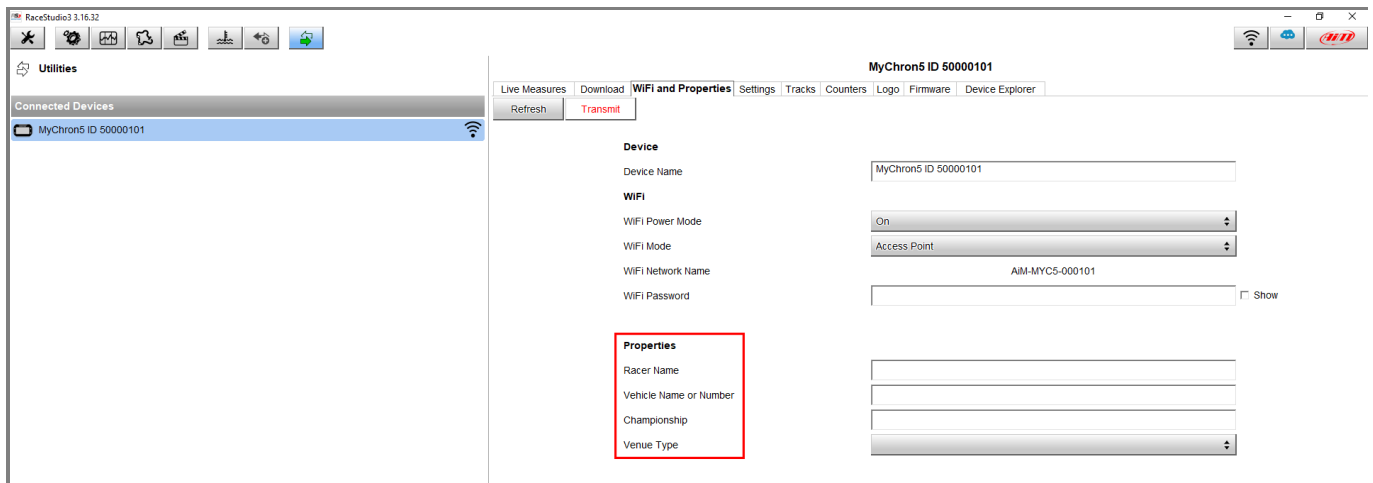 RaceStudio3 3.16.32
AiM
Utilities
MyChron5 ID 50000101
Live Measures Download WiFi and Properties Settings Tracks Counters Logo Firmware Device Explorer
Connected Devices
Refresh Transmit
MyChron5 ID 50000101
Device
Device Name MyChron5 ID 50000101
WiFi
WiFi Power Mode On
WiFi Mode Access Point
WiFi Network Name AiM-MYC5-000101
WiFi Password Show
Properties
Racer Name
Vehicle Name or Number
Championship
Venue Type